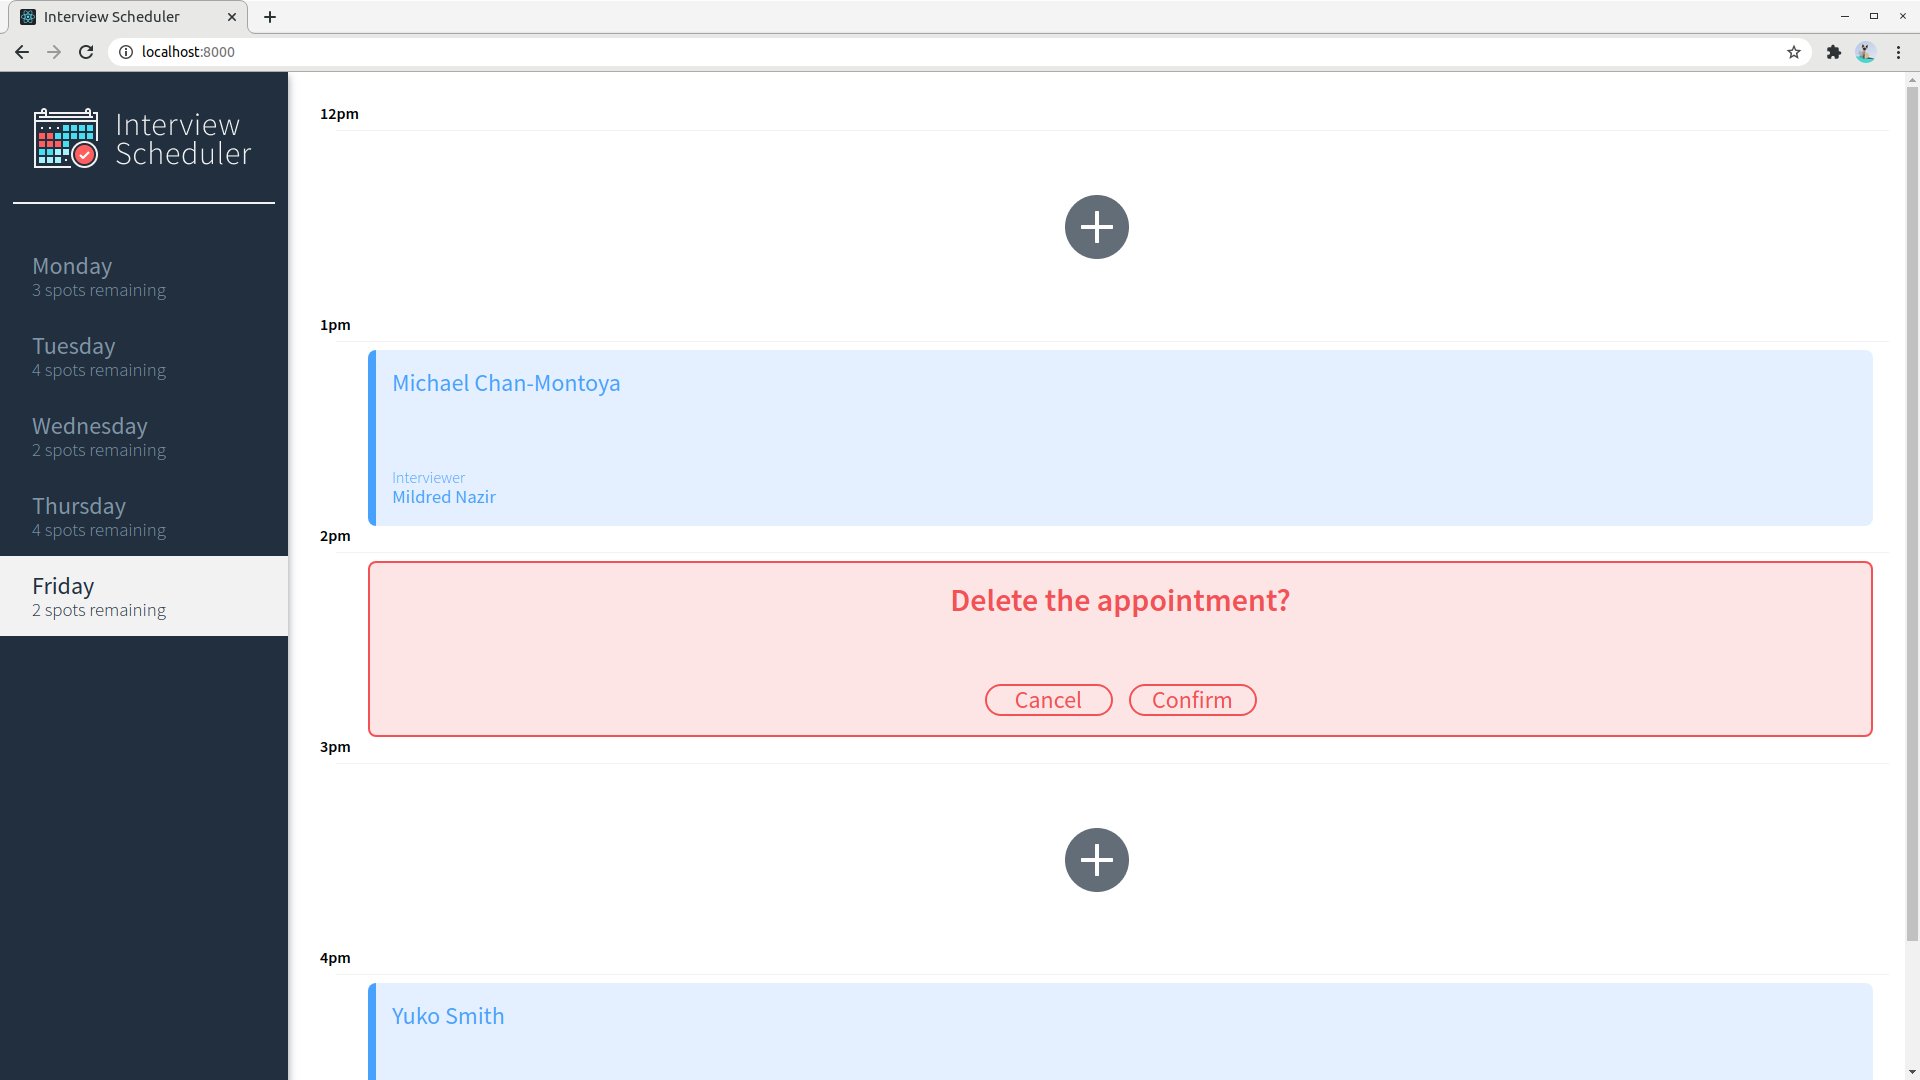 Interview Scheduler
localhost:8000
Interview
Scheduler
Monday
3 spots remaining
Tuesday
4 spots remaining
Wednesday
2 spots remaining
Thursday
4 spots remaining
Friday
2 spots remaining
12pm
1pm
Michael Chan-Montoya
Interviewer
Mildred Nazir
2pm
Delete the appointment?
Cancel Confirm
3pm
4pm
Yuko Smith